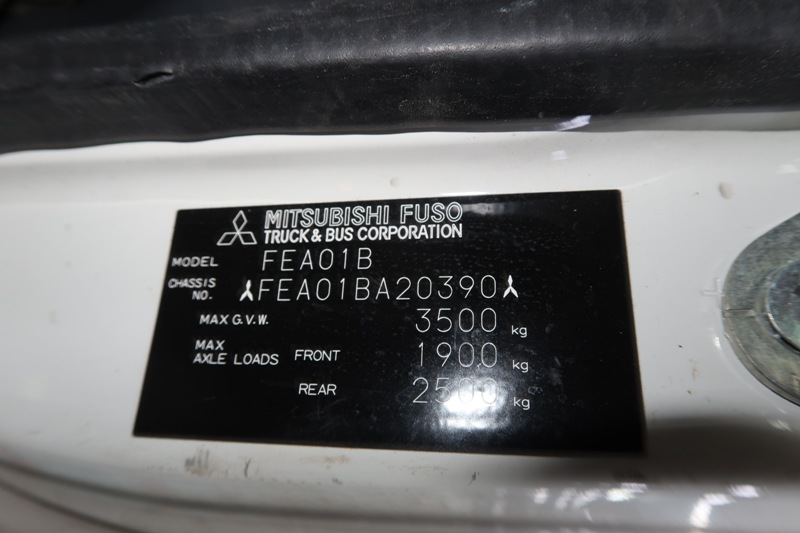 MITSUBISHI FUSO
TRUCK & BUS CORPORATION
MODEL FEA01B
CHASSIS NO. FEA01BA20390
MAX G.V.W. 3500 kg
MAX AXLE LOADS FRONT 1900 kg
REAR 2500 kg